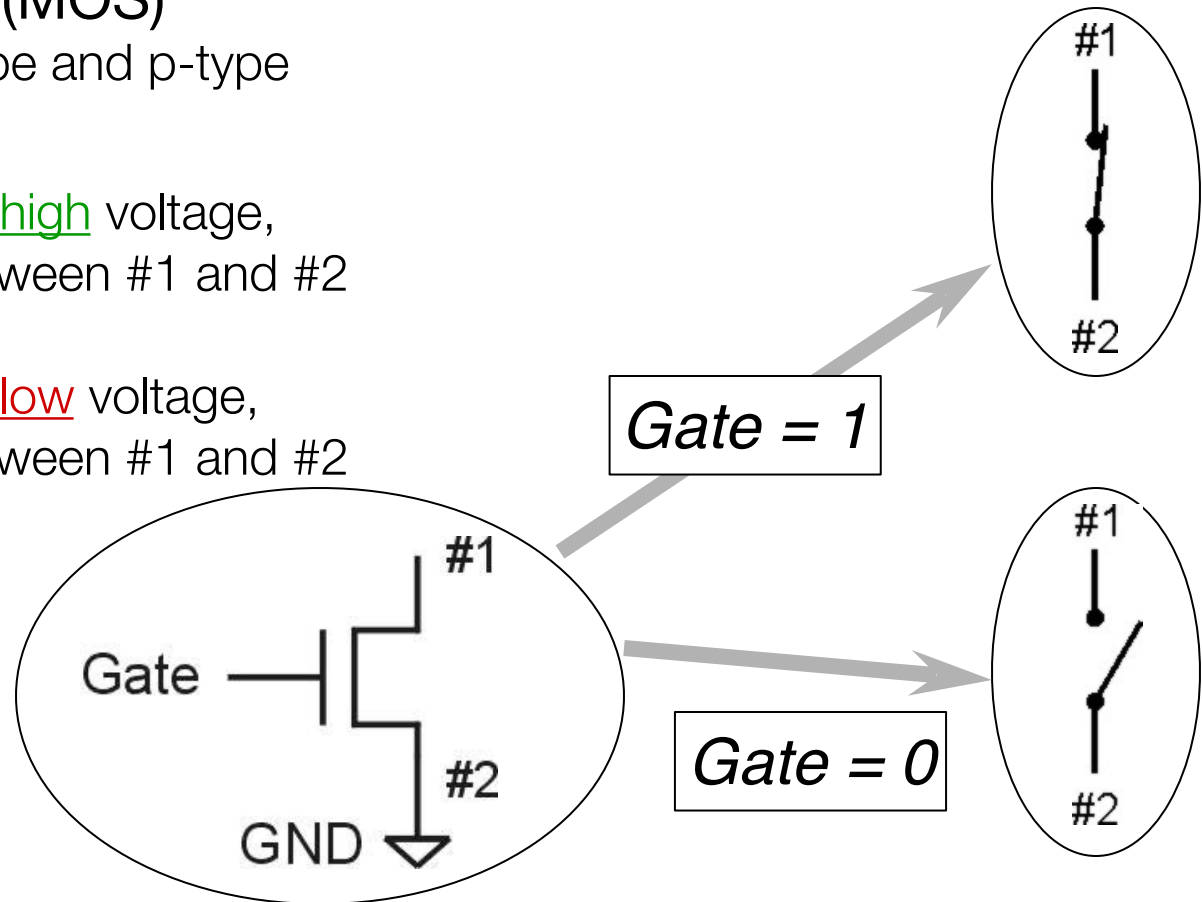 (MOS)
pe and p-type
high voltage,
ween #1 and #2
low voltage,
ween #1 and #2
Gate = 1
Gate = 0
#1
#2
#1
#2
#1
Gate
#2
GND